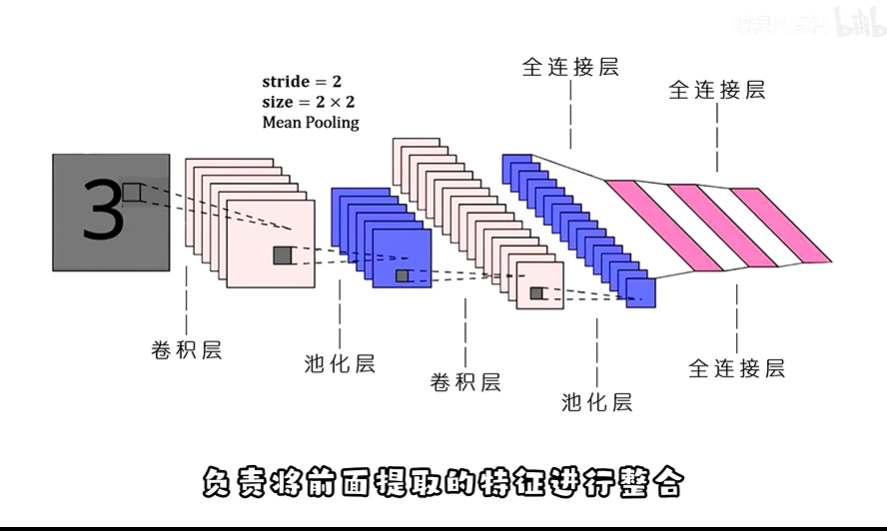 bilib
stride = 2
size = 2 × 2
Mean Pooling
全连接层
全连接层
3
卷积层
池化层
卷积层
池化层
全连接层
负责将前面提取的特征进行整合